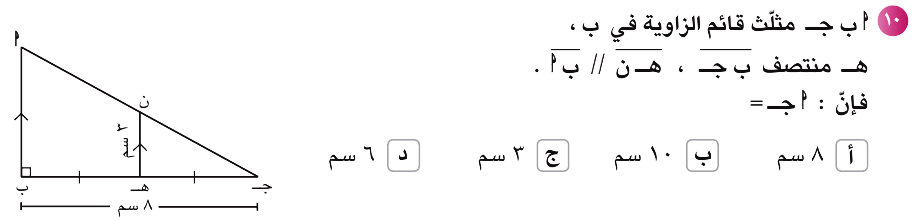 ١٠ أ ب جـ مثلّث قائم الزاوية في ب ،
هـ منتصف ب جـ ، هـ ن // ب أ .
فإنّ : أ جـ =
أ ٨ سم ب ١٠ سم ج ٣ سم د ٦ سم
أ
ن
٣ سم
ب هـ جـ
٨ سم